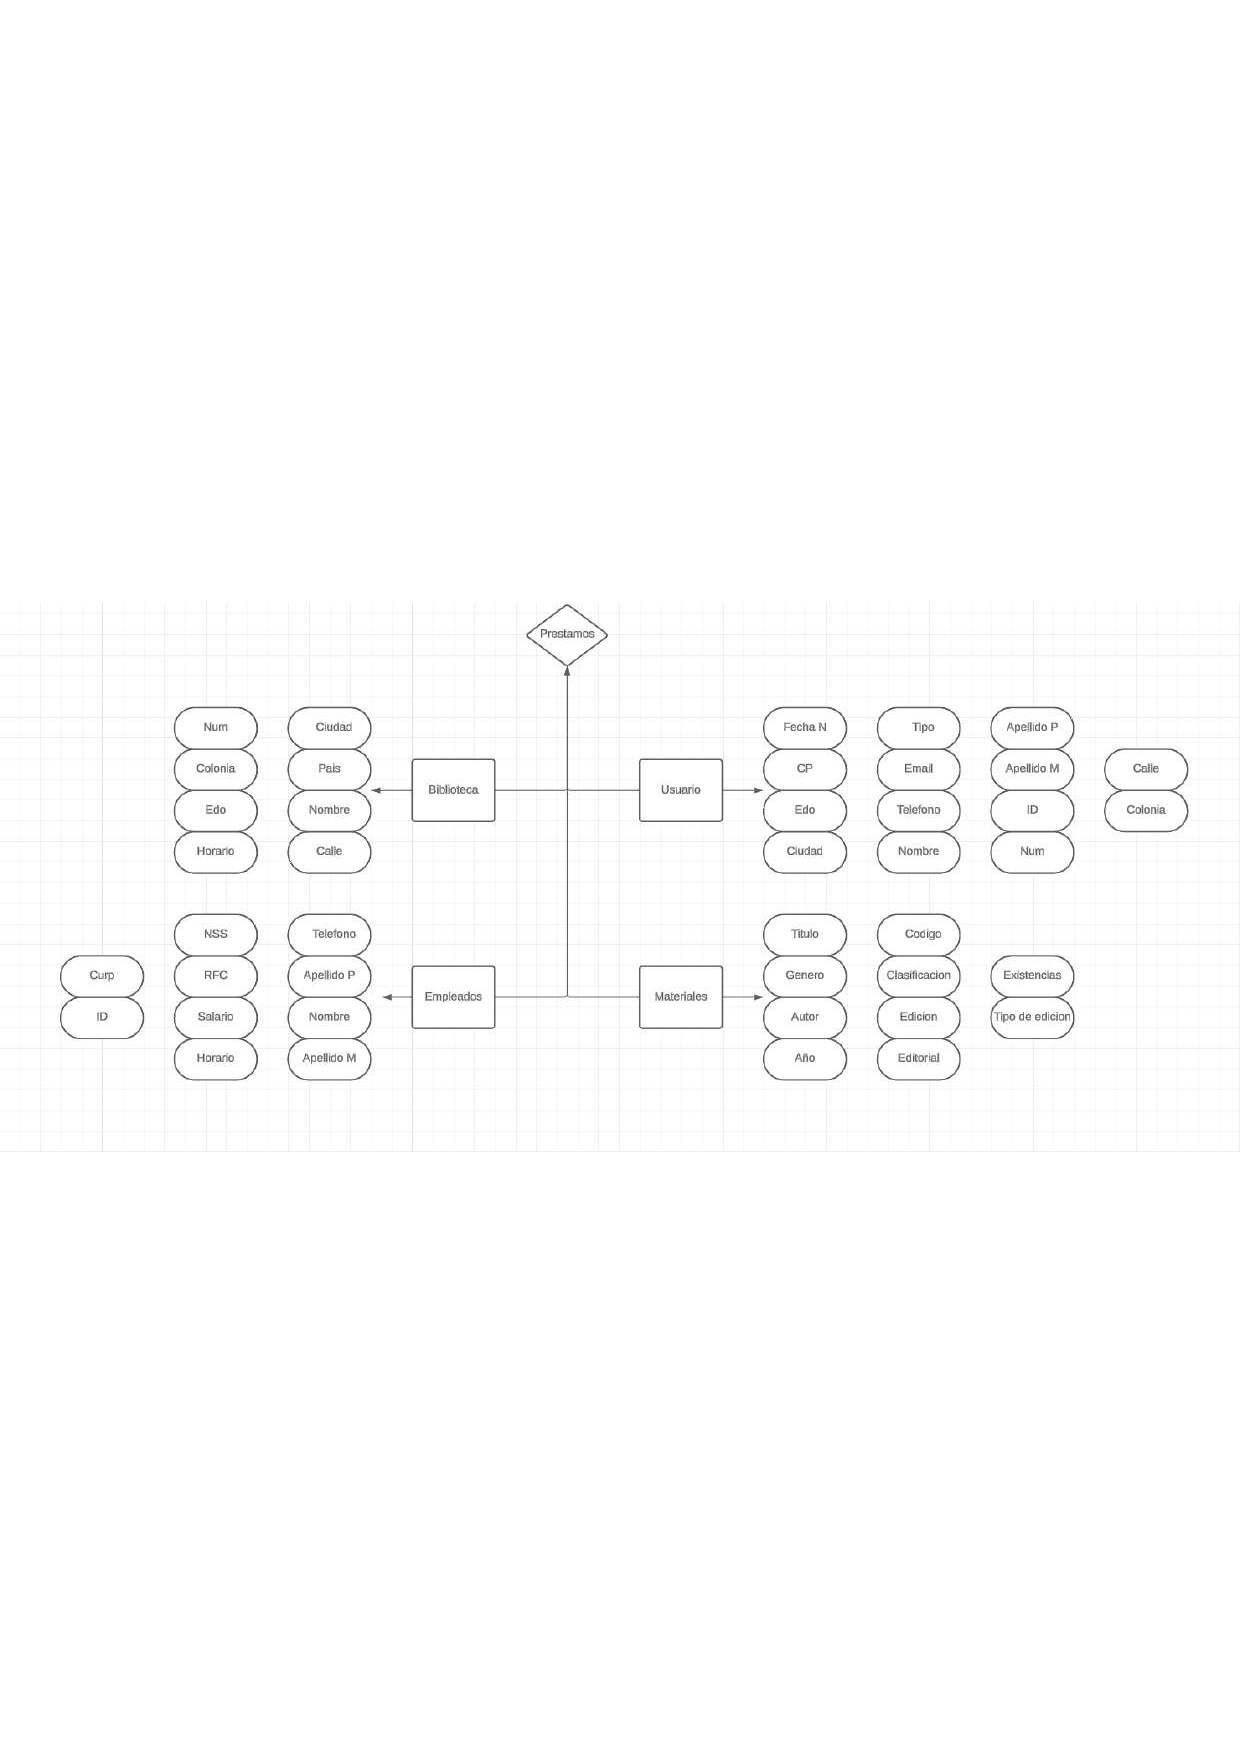 Prestamos
Num
Ciudad
Colonia
Pais
Edo
Nombre
Horario
Calle
Biblioteca
Usuario
Fecha N
Tipo
Apellido P
CP
Email
Apellido M
Calle
Edo
Telefono
ID
Colonia
Ciudad
Nombre
Num
NSS
Telefono
Curp
RFC
Apellido P
ID
Salario
Nombre
Horario
Apellido M
Empleados
Materiales
Titulo
Codigo
Genero
Clasificacion
Existencias
Autor
Edicion
Tipo de edicion
Año
Editorial